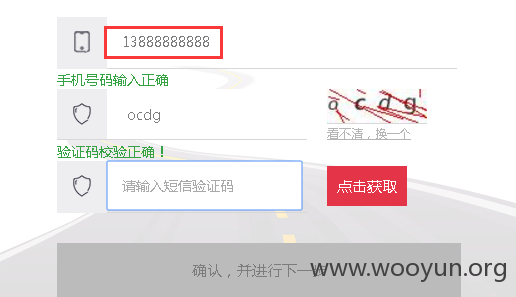 13888888888
手机号码输入正确
ocdg
ocdg
看不清，换一个
验证码校验正确！
请输入短信验证码
点击获取
确认，并进行下一
www.wooyun.org